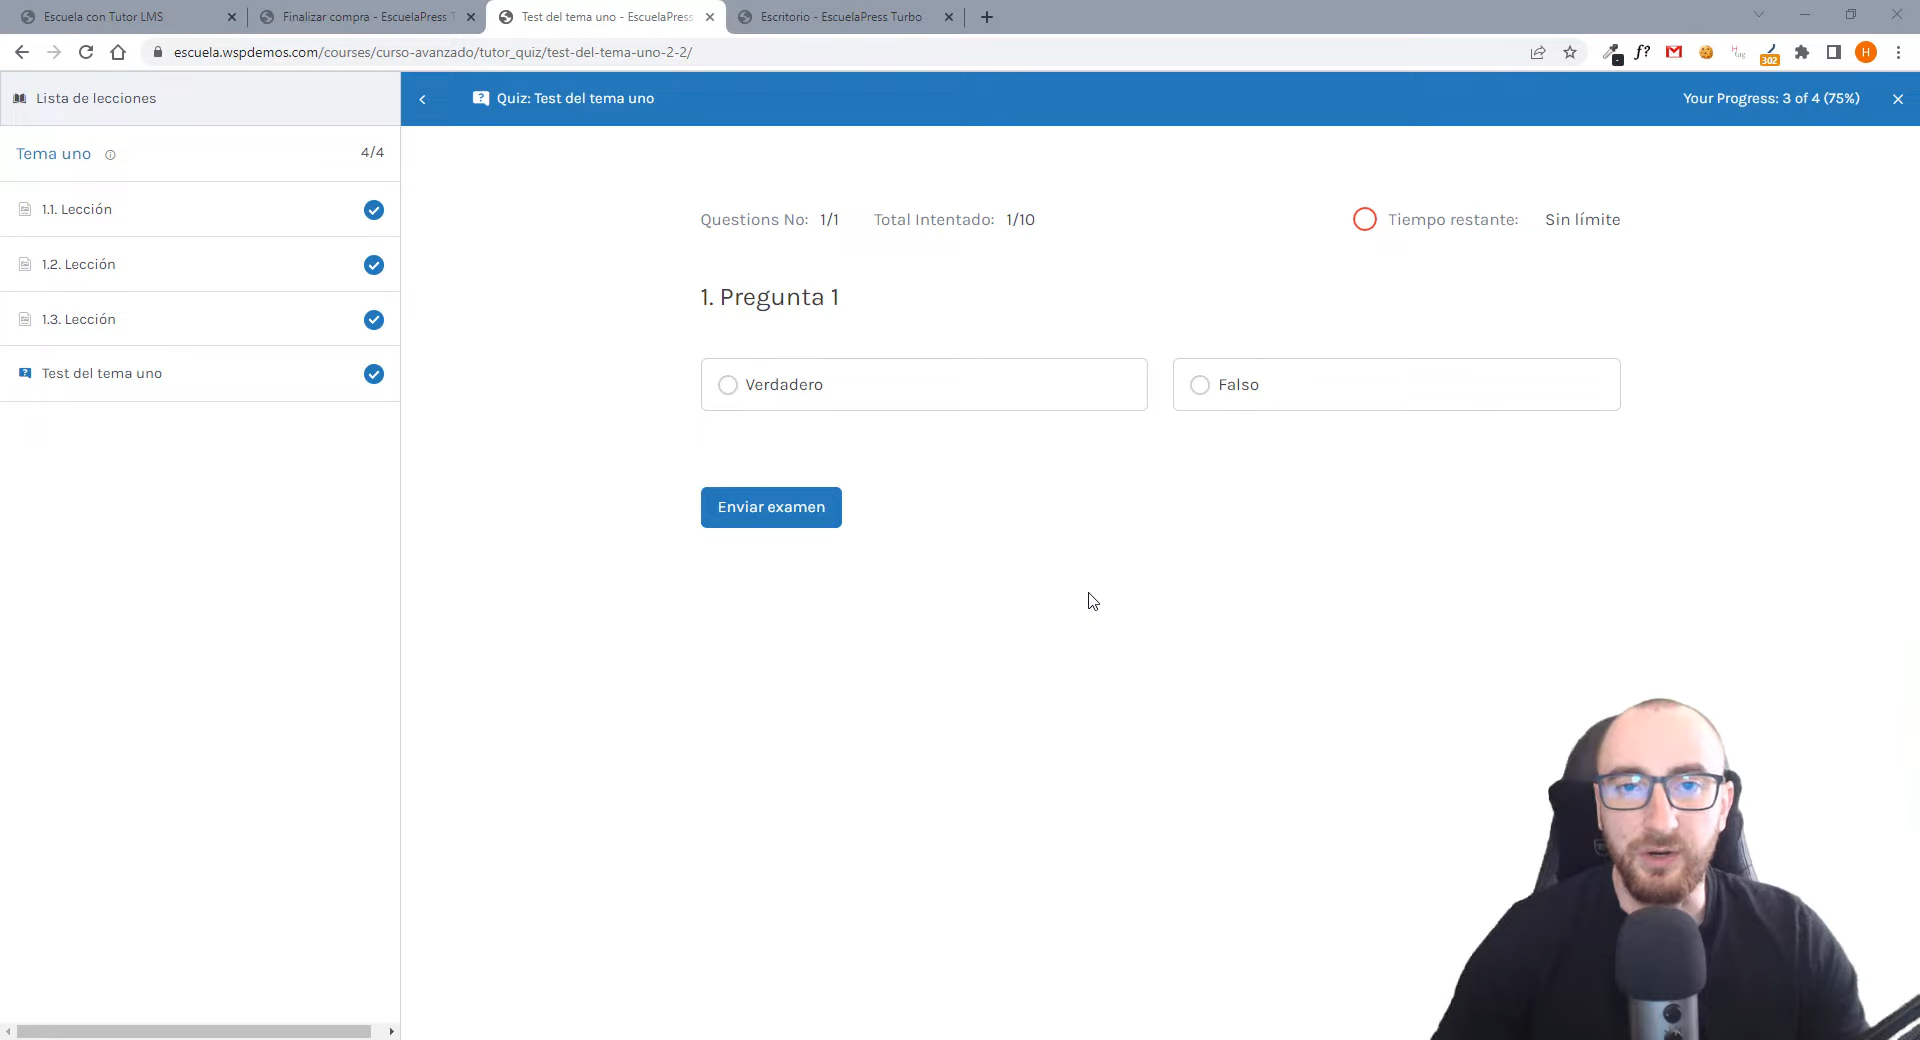 Escuela con Tutor LMS
Finalizar compra - EscuelaPress T
Test del tema uno - EscuelaPress
Escritorio - EscuelaPress Turbo
escuela.wspdemos.com/courses/curso-avanzado/tutor_quiz/test-del-tema-uno-2-2/
f?
H
tag
302
H
Lista de lecciones
Quiz: Test del tema uno
Your Progress: 3 of 4 (75%)
Tema uno
4/4
1.1. Lección
1.2. Lección
1.3. Lección
Test del tema uno
Questions No: 1/1
Total Intentado: 1/10
Tiempo restante: Sin límite
1. Pregunta 1
Verdadero
Falso
Enviar examen